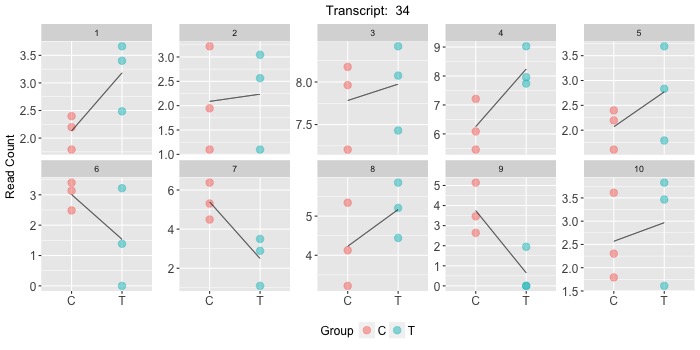 Transcript: 34
1 2 3 4 5
3.5 3.0 2.5 2.0
3.0 2.5 2.0 1.5 1.0
8.0 7.5
9 8 7 6
3.5 3.0 2.5 2.0
Read Count
6 7 8 9 10
3 2 1 0
6 4 2
5 4
5 4 3 2 1 0
3.5 3.0 2.5 2.0 1.5
C T C T C T C T C T
Group C T